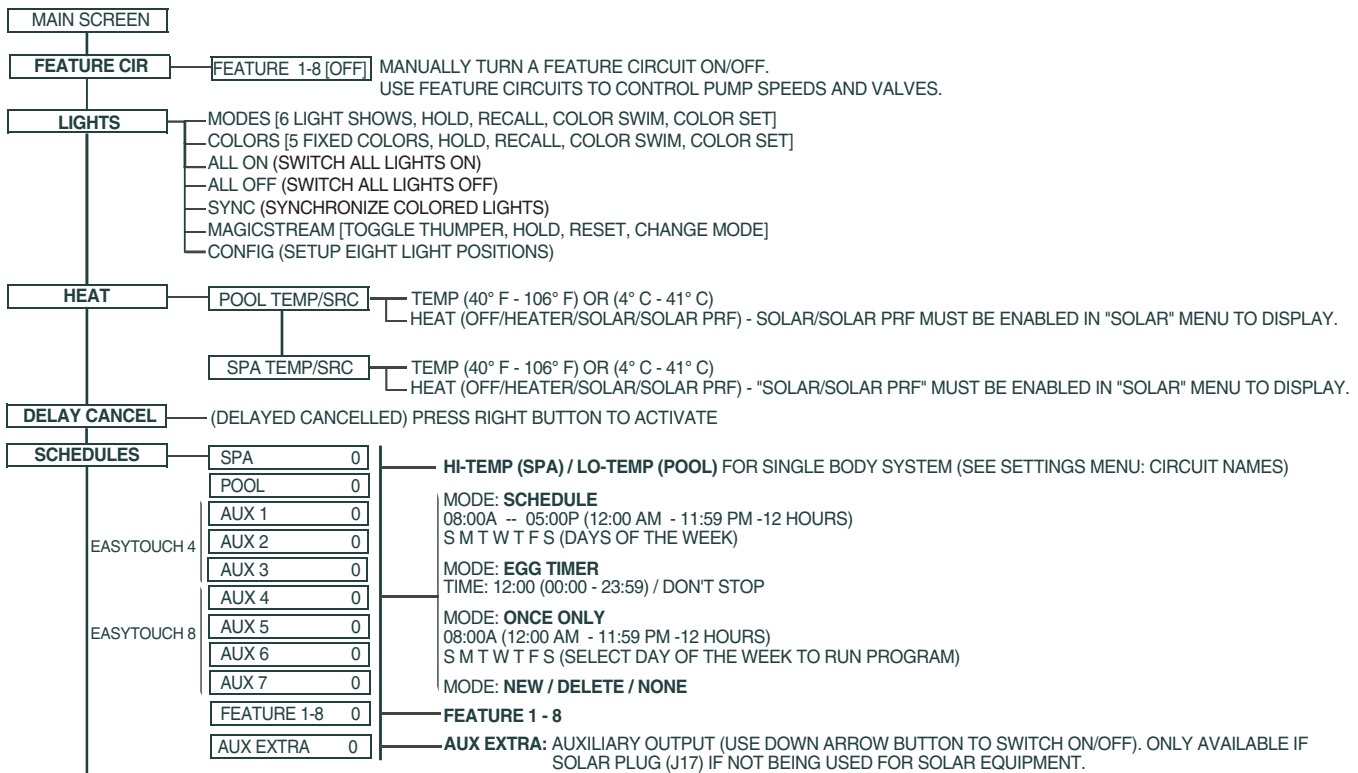 MAIN SCREEN
FEATURE CIR
FEATURE 1-8 [OFF]
MANUALLY TURN A FEATURE CIRCUIT ON/OFF.
USE FEATURE CIRCUITS TO CONTROL PUMP SPEEDS AND VALVES.
LIGHTS
MODES [6 LIGHT SHOWS, HOLD, RECALL, COLOR SWIM, COLOR SET]
COLORS [5 FIXED COLORS, HOLD, RECALL, COLOR SWIM, COLOR SET]
ALL ON (SWITCH ALL LIGHTS ON)
ALL OFF (SWITCH ALL LIGHTS OFF)
SYNC (SYNCHRONIZE COLORED LIGHTS)
MAGICSTREAM [TOGGLE THUMPER, HOLD, RESET, CHANGE MODE]
CONFIG (SETUP EIGHT LIGHT POSITIONS)
HEAT
POOL TEMP/SRC
TEMP (40° F - 106° F) OR (4° C - 41° C)
HEAT (OFF/HEATER/SOLAR/SOLAR PRF) - SOLAR/SOLAR PRF MUST BE ENABLED IN "SOLAR" MENU TO DISPLAY.
SPA TEMP/SRC
TEMP (40° F - 106° F) OR (4° C - 41° C)
HEAT (OFF/HEATER/SOLAR/SOLAR PRF) - "SOLAR/SOLAR PRF" MUST BE ENABLED IN "SOLAR" MENU TO DISPLAY.
DELAY CANCEL
(DELAYED CANCELLED) PRESS RIGHT BUTTON TO ACTIVATE
SCHEDULES
SPA 0
POOL 0
AUX 1 0
EASYTOUCH 4
AUX 2 0
AUX 3 0
AUX 4 0
EASYTOUCH 8
AUX 5 0
AUX 6 0
AUX 7 0
FEATURE 1-8 0
AUX EXTRA 0
HI-TEMP (SPA) / LO-TEMP (POOL) FOR SINGLE BODY SYSTEM (SEE SETTINGS MENU: CIRCUIT NAMES)
MODE: SCHEDULE
08:00A -- 05:00P (12:00 AM - 11:59 PM -12 HOURS)
S M T W T F S (DAYS OF THE WEEK)
MODE: EGG TIMER
TIME: 12:00 (00:00 - 23:59) / DON'T STOP
MODE: ONCE ONLY
08:00A (12:00 AM - 11:59 PM -12 HOURS)
S M T W T F S (SELECT DAY OF THE WEEK TO RUN PROGRAM)
MODE: NEW / DELETE / NONE
FEATURE 1 - 8
AUX EXTRA: AUXILIARY OUTPUT (USE DOWN ARROW BUTTON TO SWITCH ON/OFF). ONLY AVAILABLE IF
SOLAR PLUG (J17) IF NOT BEING USED FOR SOLAR EQUIPMENT.